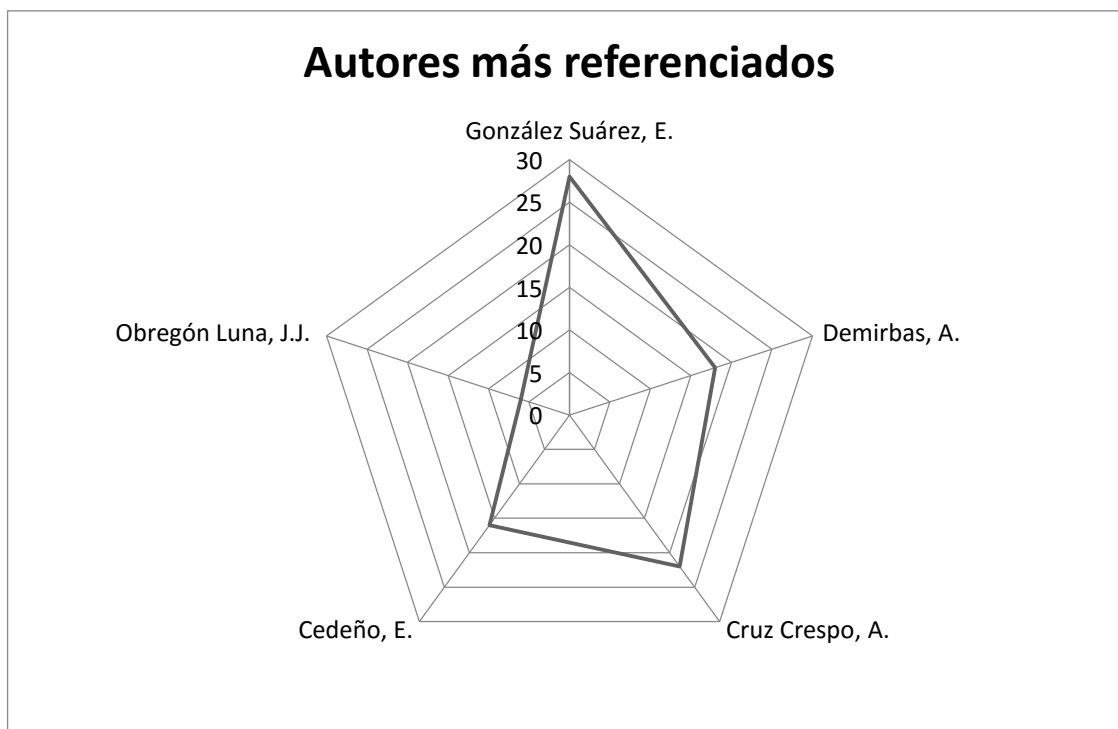 Autores más referenciados
González Suárez, E.
30
25
20
15
10
5
0
Obregón Luna, J.J.
Demirbas, A.
Cedeño, E.
Cruz Crespo, A.